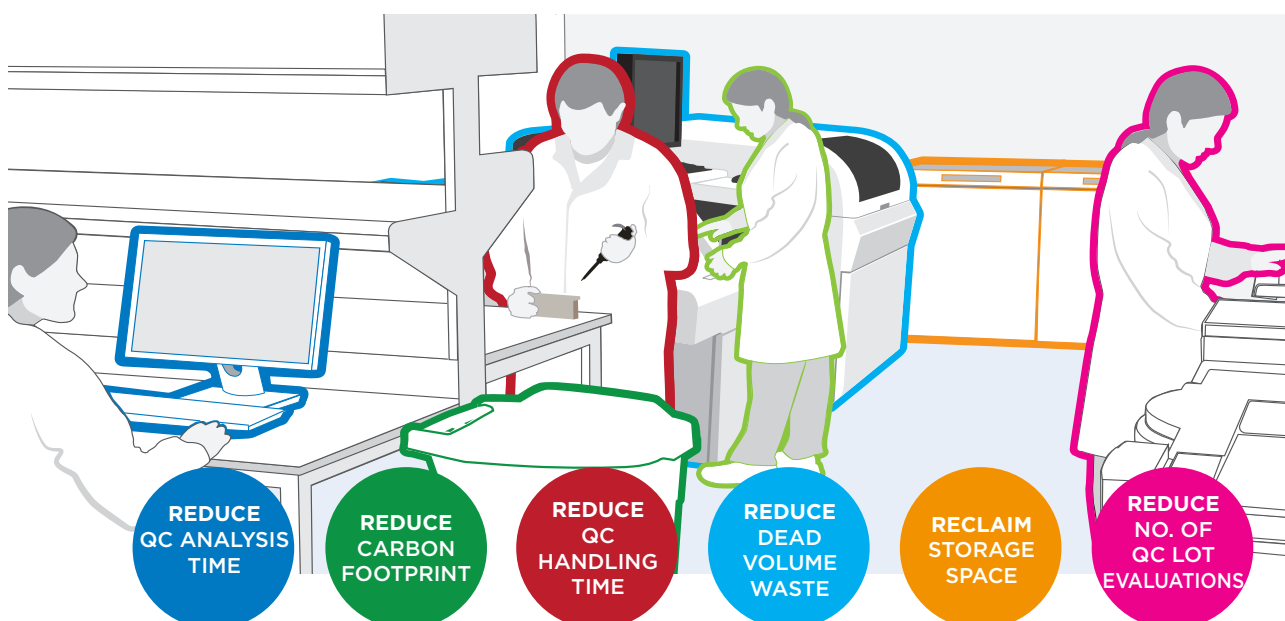 REDUCE
QC ANALYSIS
TIME
REDUCE
CARBON
FOOTPRINT
REDUCE
QC
HANDLING
TIME
REDUCE
DEAD
VOLUME
WASTE
RECLAIM
STORAGE
SPACE
REDUCE
NO. OF
QC LOT
EVALUATIONS